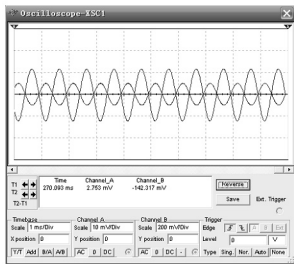 Oscilloscope-XSC1
T1
T2
T2-T1
Time Channel_A Channel_B
270.093 ms 2.753 mV -142.317 mV
Reverse
Save
Ext. Trigger
Timebase
Scale 1 ms/Div
X position 0
Y/T Add B/A A/B
Channel A
Scale 10 mV/Div
Y position 0
AC 0 DC
Channel B
Scale 200 mV/Div
Y position 0
AC 0 DC -
Trigger
Edge A B Ext
Level 0 V
Type Sing. Nor. Auto None